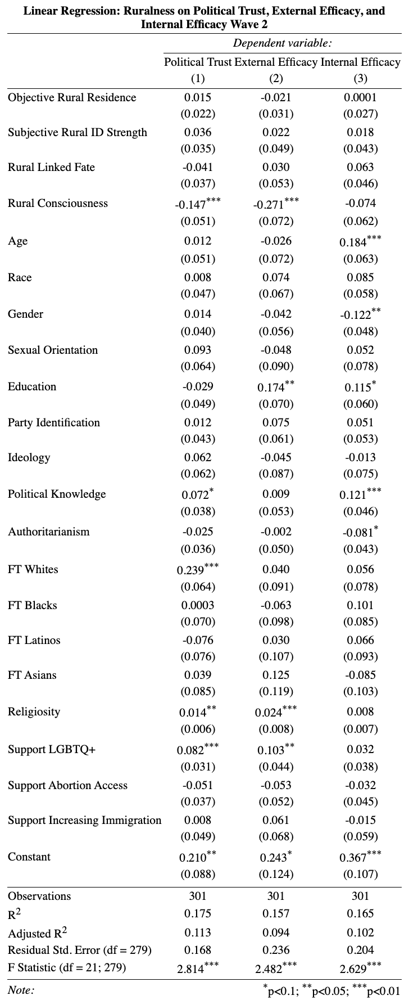 Linear Regression: Ruralness on Political Trust, External Efficacy, and
Internal Efficacy Wave 2
Dependent variable:
Political Trust External Efficacy Internal Efficacy
(1) (2) (3)
Objective Rural Residence 0.015 -0.021 0.0001
(0.022) (0.031) (0.027)
Subjective Rural ID Strength 0.036 0.022 0.018
(0.035) (0.049) (0.043)
Rural Linked Fate -0.041 0.030 0.063
(0.037) (0.053) (0.046)
Rural Consciousness -0.147*** -0.271*** -0.074
(0.051) (0.072) (0.062)
Age 0.012 -0.026 0.184***
(0.051) (0.072) (0.063)
Race 0.008 0.074 0.085
(0.047) (0.067) (0.058)
Gender 0.014 -0.042 -0.122**
(0.040) (0.056) (0.048)
Sexual Orientation 0.093 -0.048 0.052
(0.064) (0.090) (0.078)
Education -0.029 0.174** 0.115*
(0.049) (0.070) (0.060)
Party Identification 0.012 0.075 0.051
(0.043) (0.061) (0.053)
Ideology 0.062 -0.045 -0.013
(0.062) (0.087) (0.075)
Political Knowledge 0.072* 0.009 0.121***
(0.038) (0.053) (0.046)
Authoritarianism -0.025 -0.002 -0.081*
(0.036) (0.050) (0.043)
FT Whites 0.239*** 0.040 0.056
(0.064) (0.091) (0.078)
FT Blacks 0.0003 -0.063 0.101
(0.070) (0.098) (0.085)
FT Latinos -0.076 0.030 0.066
(0.076) (0.107) (0.093)
FT Asians 0.039 0.125 -0.085
(0.085) (0.119) (0.103)
Religiosity 0.014** 0.024*** 0.008
(0.006) (0.008) (0.007)
Support LGBTQ+ 0.082*** 0.103** 0.032
(0.031) (0.044) (0.038)
Support Abortion Access -0.051 -0.053 -0.032
(0.037) (0.052) (0.045)
Support Increasing Immigration 0.008 0.061 -0.015
(0.049) (0.068) (0.059)
Constant 0.210** 0.243* 0.367***
(0.088) (0.124) (0.107)
Observations 301 301 301
R2 0.175 0.157 0.165
Adjusted R2 0.113 0.094 0.102
Residual Std. Error (df = 279) 0.168 0.236 0.204
F Statistic (df = 21; 279) 2.814*** 2.482*** 2.629***
Note: *p<0.1; **p<0.05; ***p<0.01